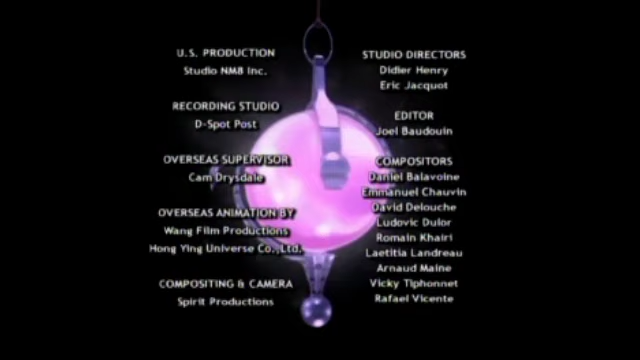 U.S. PRODUCTION
Studio NMB Inc.
RECORDING STUDIO
D-Spot Post
OVERSEAS SUPERVISOR
Cam Drysdale
OVERSEAS ANIMATION BY
Wang Film Productions
Hong Ying Universe Co., Ltd.
COMPOSITING & CAMERA
Spirit Productions
STUDIO DIRECTORS
Didier Henry
Eric Jacquot
EDITOR
Joel Baudouin
COMPOSITORS
Daniel Balavoine
Emmanuel Chauvin
David Delouche
Ludovic Dulor
Romain Khairi
Laetitia Landreau
Arnaud Maine
Vicky Tiphonnet
Rafael Vicente